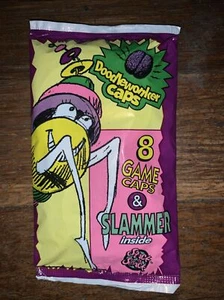 Doodlewonker
caps
8
GAME
CAPS
&
SLAMMER
inside